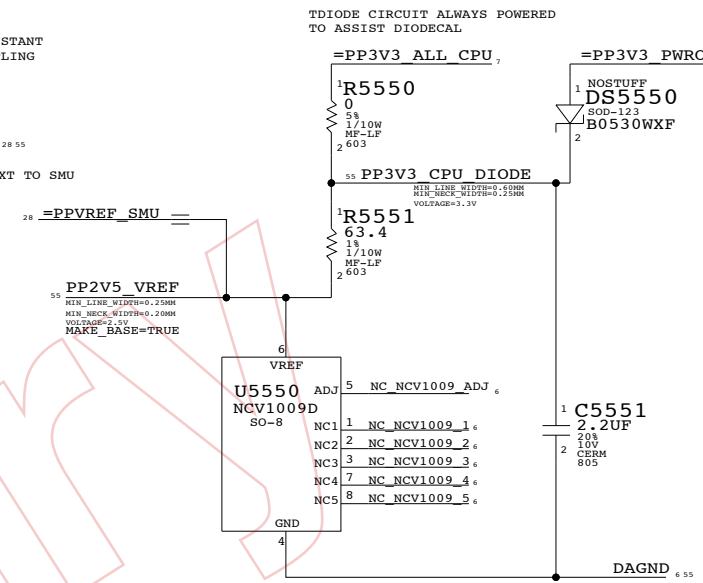 TDIODE CIRCUIT ALWAYS POWERED
TO ASSIST DIODECAL
STANT
LING
=PP3V3_ALL_CPU 7
=PP3V3_PWRO
1 R5550
0
5%
1/10W
MF-LF
2 603
1 NOSTUFF
DS5550
SOD-123
B0530WXF
2
28 55
XT TO SMU
55 PP3V3_CPU_DIODE
MIN_LINE_WIDTH=0.60MM
MIN_NECK_WIDTH=0.25MM
VOLTAGE=3.3V
28 =PPVREF_SMU
1 R5551
63.4
1%
1/10W
MF-LF
2 603
55 PP2V5_VREF
MIN_LINE_WIDTH=0.25MM
MIN_NECK_WIDTH=0.20MM
VOLTAGE=2.5V
MAKE_BASE=TRUE
6
VREF
U5550
NCV1009D
SO-8
ADJ 5 NC_NCV1009_ADJ 6
NC1 1 NC_NCV1009_1 6
NC2 2 NC_NCV1009_2 6
NC3 3 NC_NCV1009_3 6
NC4 7 NC_NCV1009_4 6
NC5 8 NC_NCV1009_5 6
GND
4
1 C5551
2.2UF
20%
10V
2 CERM
805
DAGND 6 55
ry